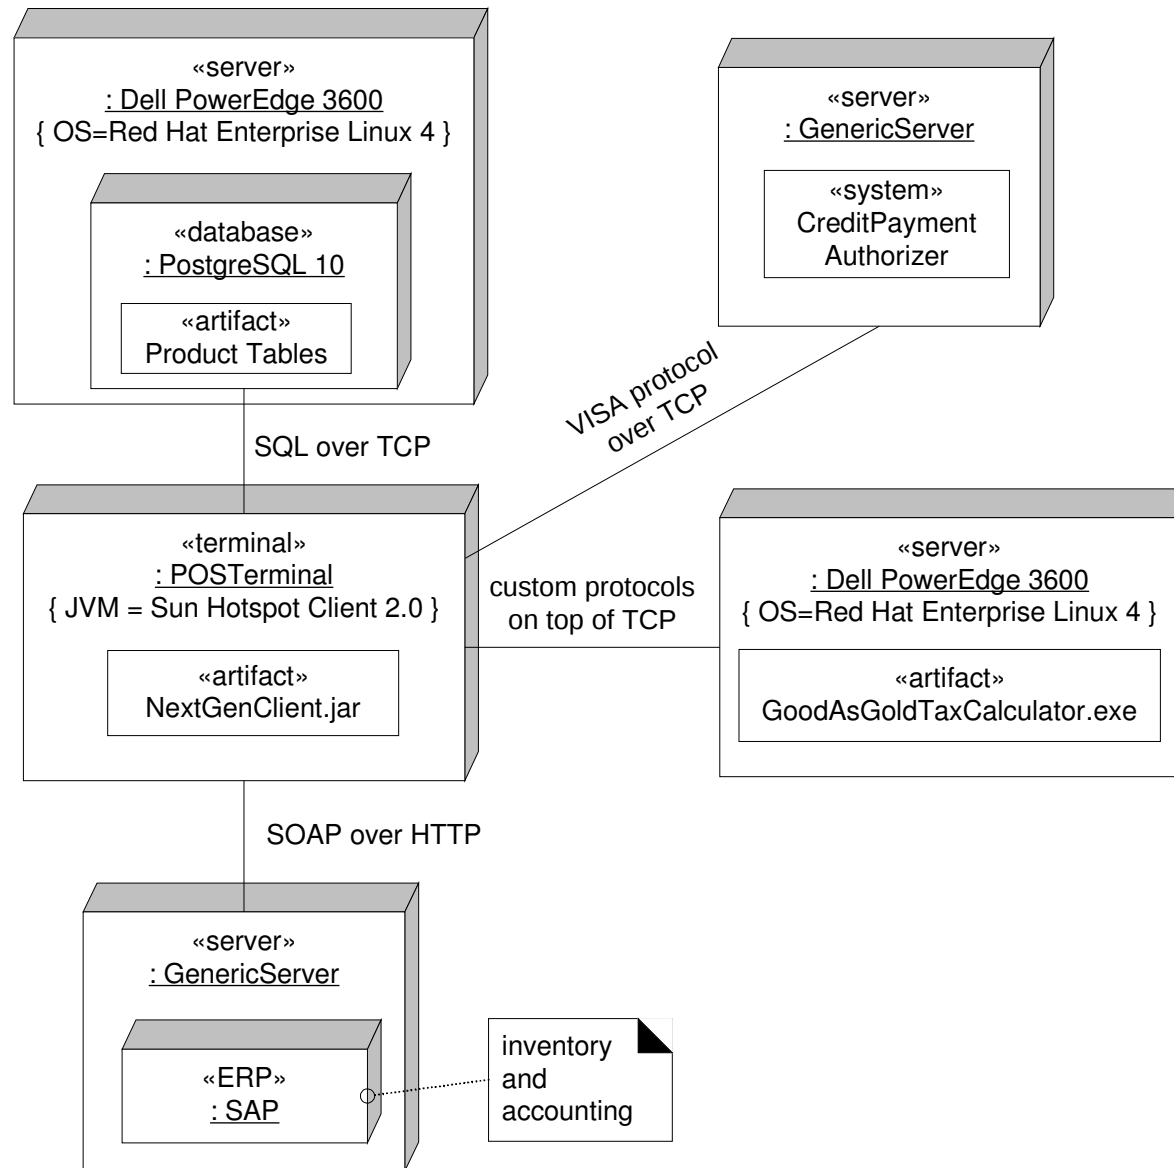 «server»
: Dell PowerEdge 3600
{ OS=Red Hat Enterprise Linux 4 }
«database»
: PostgreSQL 10
«artifact»
Product Tables
«server»
: GenericServer
«system»
CreditPayment
Authorizer
SQL over TCP
VISA protocol
over TCP
«terminal»
: POSTerminal
{ JVM = Sun Hotspot Client 2.0 }
«artifact»
NextGenClient.jar
custom protocols
on top of TCP
«server»
: Dell PowerEdge 3600
{ OS=Red Hat Enterprise Linux 4 }
«artifact»
GoodAsGoldTaxCalculator.exe
SOAP over HTTP
«server»
: GenericServer
«ERP»
: SAP
inventory
and
accounting